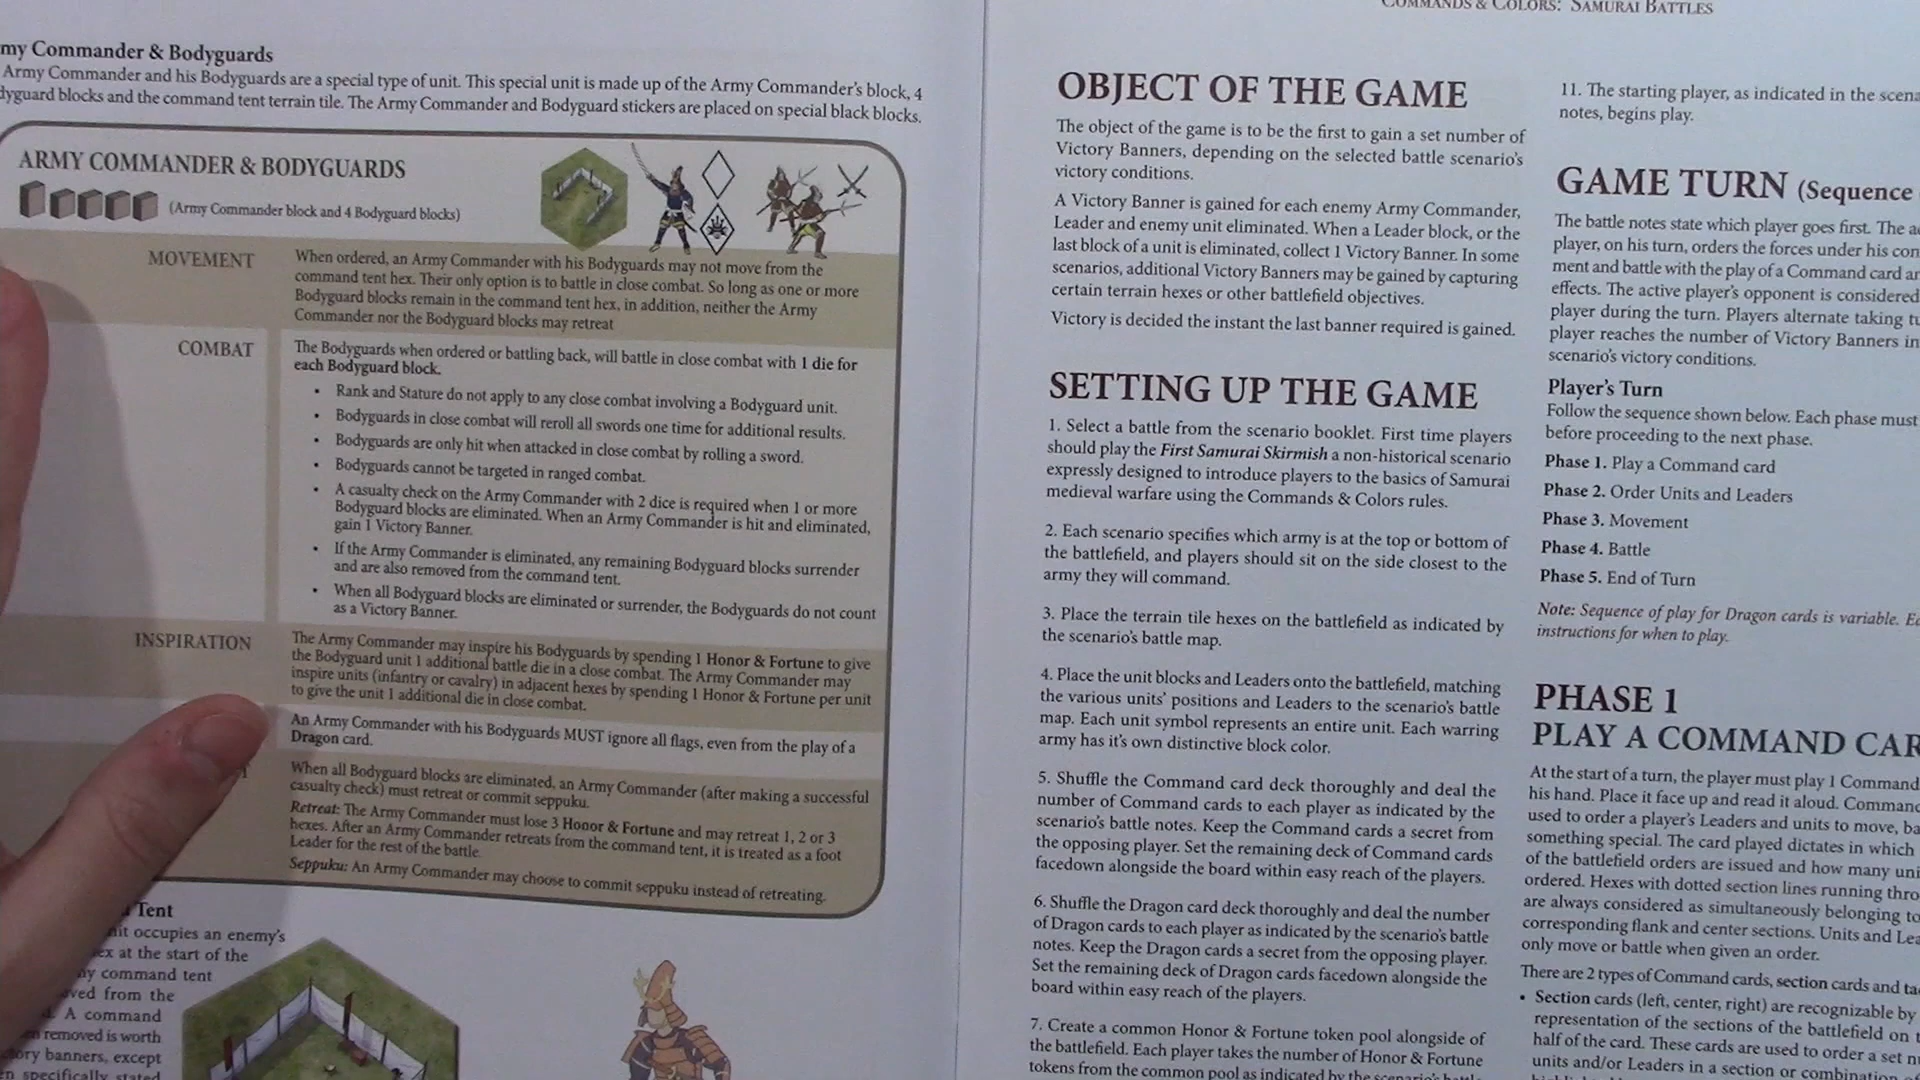 my Commander & Bodyguards
Army Commander and his Bodyguards are a special type of unit. This special unit is made up of the Army Commander's block, 4
dyguard blocks and the command tent terrain tile. The Army Commander and Bodyguard stickers are placed on special black blocks.
ARMY COMMANDER & BODYGUARDS
(Army Commander block and 4 Bodyguard blocks)
MOVEMENT
When ordered, an Army Commander with his Bodyguards may not move from the
command tent hex. Their only option is to battle in close combat. So long as one or more
Bodyguard blocks remain in the command tent hex, in addition, neither the Army
Commander nor the Bodyguard blocks may retreat
COMBAT
The Bodyguards when ordered or battling back, will battle in close combat with 1 die for
each Bodyguard block.
• Rank and Stature do not apply to any close combat involving a Bodyguard unit.
• Bodyguards in close combat will reroll all swords one time for additional results.
• Bodyguards are only hit when attacked in close combat by rolling a sword.
• Bodyguards cannot be targeted in ranged combat.
• A casualty check on the Army Commander with 2 dice is required when 1 or more
Bodyguard blocks are eliminated. When an Army Commander is hit and eliminated,
gain 1 Victory Banner.
• If the Army Commander is eliminated, any remaining Bodyguard blocks surrender
and are also removed from the command tent.
• When all Bodyguard blocks are eliminated or surrender, the Bodyguards do not count
as a Victory Banner.
INSPIRATION
The Army Commander may inspire his Bodyguards by spending 1 Honor & Fortune to give
the Bodyguard unit 1 additional battle die in a close combat. The Army Commander may
inspire units (infantry or cavalry) in adjacent hexes by spending 1 Honor & Fortune per unit
to give the unit 1 additional die in close combat.
An Army Commander with his Bodyguards MUST ignore all flags, even from the play of a
Dragon card.
When all Bodyguard blocks are eliminated, an Army Commander (after making a successful
casualty check) must retreat or commit seppuku.
Retreat: The Army Commander must lose 3 Honor & Fortune and may retreat 1, 2 or 3
hexes. After an Army Commander retreats from the command tent, it is treated as a foot
Leader for the rest of the battle.
Seppuku: An Army Commander may choose to commit seppuku instead of retreating.
Tent
occupies an enemy's
at the start of the
command tent
from the
A command
removed is worth
banners, except
specifically stated
COMMANDS & COLORS: SAMURAI BATTLES
OBJECT OF THE GAME
The object of the game is to be the first to gain a set number of
Victory Banners, depending on the selected battle scenario's
victory conditions.
A Victory Banner is gained for each enemy Army Commander,
Leader and enemy unit eliminated. When a Leader block, or the
last block of a unit is eliminated, collect 1 Victory Banner. In some
scenarios, additional Victory Banners may be gained by capturing
certain terrain hexes or other battlefield objectives.
Victory is decided the instant the last banner required is gained.
SETTING UP THE GAME
1. Select a battle from the scenario booklet. First time players
should play the First Samurai Skirmish a non-historical scenario
expressly designed to introduce players to the basics of Samurai
medieval warfare using the Commands & Colors rules.
2. Each scenario specifies which army is at the top or bottom of
the battlefield, and players should sit on the side closest to the
army they will command.
3. Place the terrain tile hexes on the battlefield as indicated by
the scenario's battle map.
4. Place the unit blocks and Leaders onto the battlefield, matching
the various units' positions and Leaders to the scenario's battle
map. Each unit symbol represents an entire unit. Each warring
army has it's own distinctive block color.
5. Shuffle the Command card deck thoroughly and deal the
number of Command cards to each player as indicated by the
scenario's battle notes. Keep the Command cards a secret from
the opposing player. Set the remaining deck of Command cards
facedown alongside the board within easy reach of the players.
6. Shuffle the Dragon card deck thoroughly and deal the number
of Dragon cards to each player as indicated by the scenario's battle
notes. Keep the Dragon cards a secret from the opposing player.
Set the remaining deck of Dragon cards facedown alongside the
board within easy reach of the players.
7. Create a common Honor & Fortune token pool alongside of
the battlefield. Each player takes the number of Honor & Fortune
tokens from the common pool as indicated by the scenario's
11. The starting player, as indicated in the scena
notes, begins play.
GAME TURN (Sequence
The battle notes state which player goes first. The a
player, on his turn, orders the forces under his con
ment and battle with the play of a Command card an
effects. The active player's opponent is considered
player during the turn. Players alternate taking tu
player reaches the number of Victory Banners in
scenario's victory conditions.
Player's Turn
Follow the sequence shown below. Each phase must
before proceeding to the next phase.
Phase 1. Play a Command card
Phase 2. Order Units and Leaders
Phase 3. Movement
Phase 4. Battle
Phase 5. End of Turn
Note: Sequence of play for Dragon cards is variable.
instructions for when to play.
PHASE 1
PLAY A COMMAND CAR
At the start of a turn, the player must play 1 Command
his hand. Place it face up and read it aloud. Comman
used to order a player's Leaders and units to move, ba
something special. The card played dictates in which
of the battlefield orders are issued and how many uni
ordered. Hexes with dotted section lines running thro
are always considered as simultaneously belonging to
corresponding flank and center sections. Units and Lea
only move or battle when given an order.
There are 2 types of Command cards, section cards and ta
• Section cards (left, center, right) are recognizable by
representation of the sections of the battlefield on t
half of the card. These cards are used to order a set nu
units and/or Leaders in a section or combination of